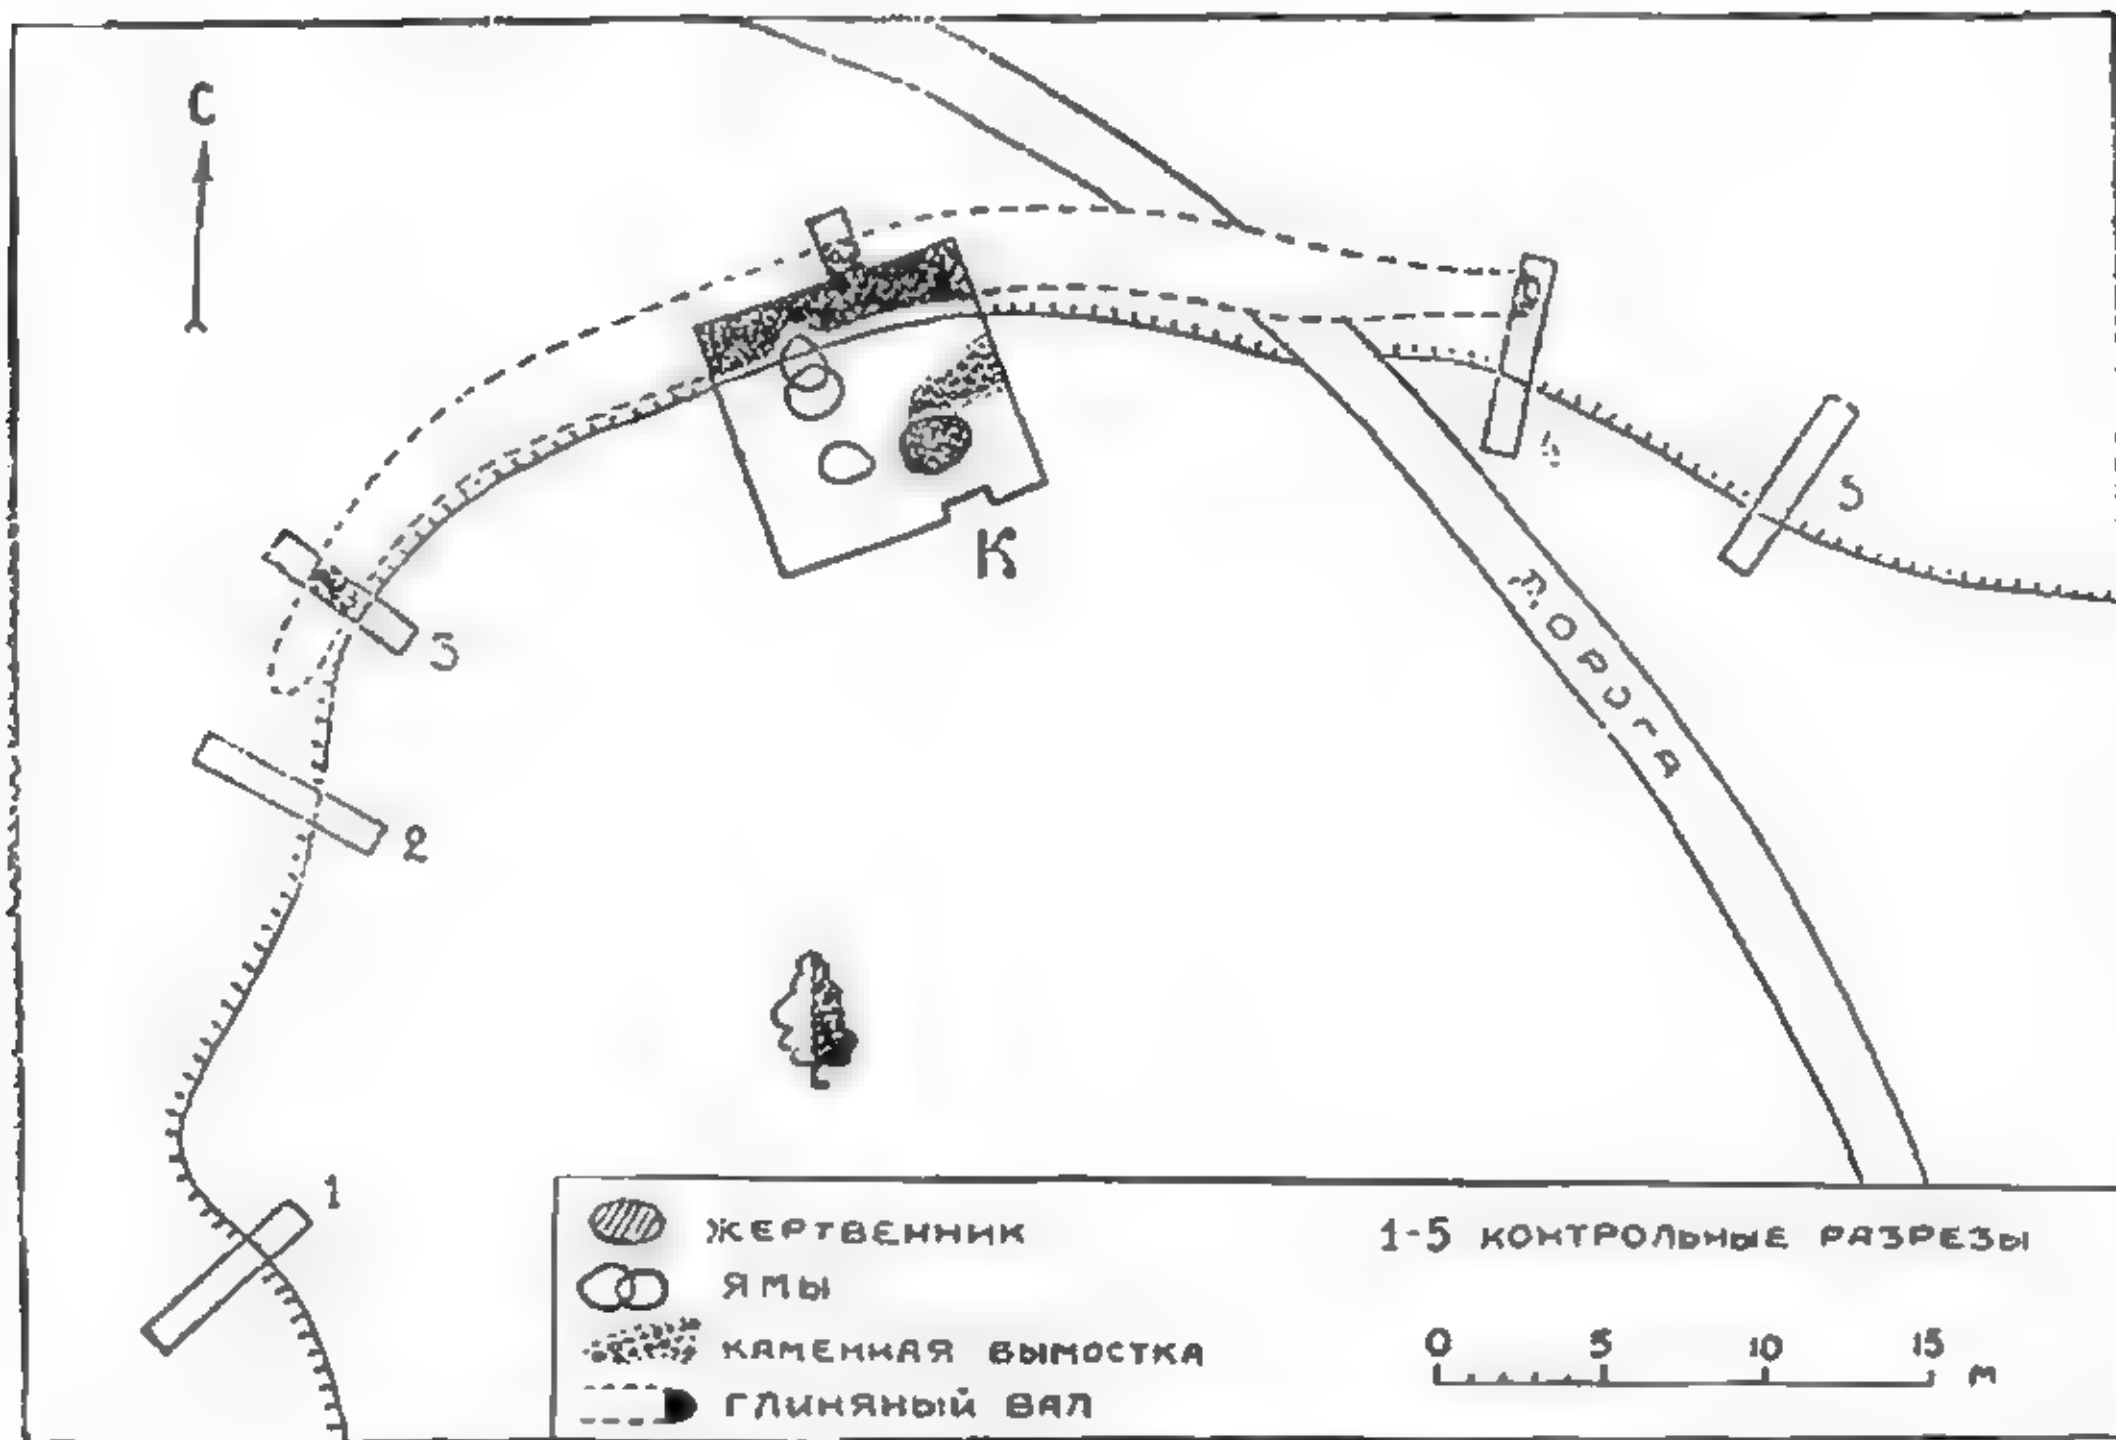 С
К
3
4
5
ДОРОГА
2
1
ЖЕРТВЕННИК
ЯМЫ
КАМЕННАЯ ВЫМОСТКА
ГЛИНЯНЫЙ ВАЛ
1-5 КОНТРОЛЬНЫЕ РАЗРЕЗЫ
0 5 10 15 м